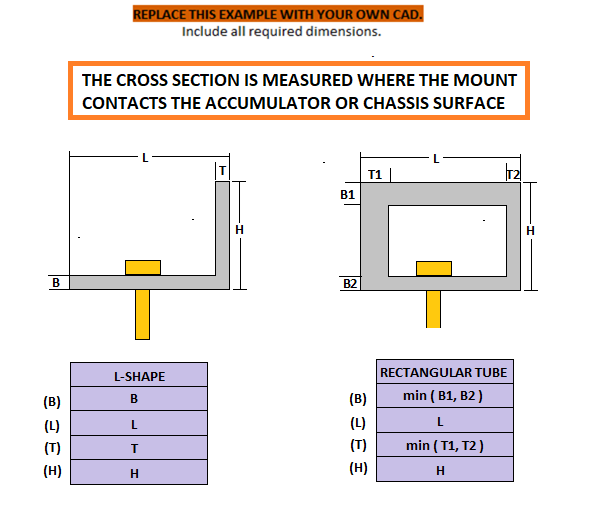 REPLACE THIS EXAMPLE WITH YOUR OWN CAD.
Include all required dimensions.
THE CROSS SECTION IS MEASURED WHERE THE MOUNT
CONTACTS THE ACCUMULATOR OR CHASSIS SURFACE
L
T
H
B
L
T1
T2
B1
H
B2
L-SHAPE
(B) B
(L) L
(T) T
(H) H
RECTANGULAR TUBE
(B) min ( B1, B2 )
(L) L
(T) min ( T1, T2 )
(H) H